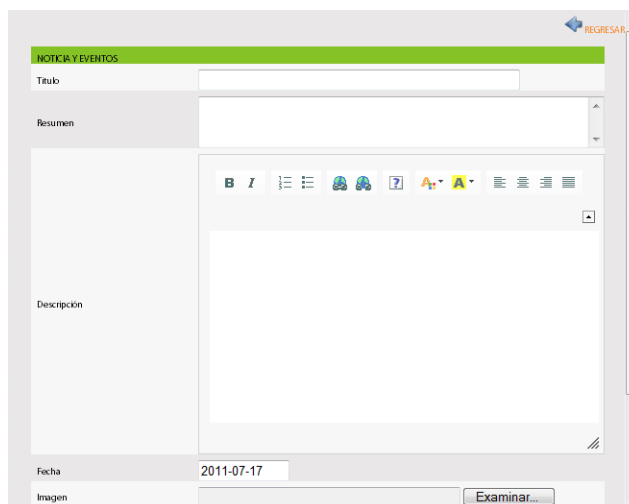 REGRESAR
NOTICIA Y EVENTOS
Titulo
Resumen
B I ? A A
Descripción
Fecha 2011-07-17
Imagen Examinar...